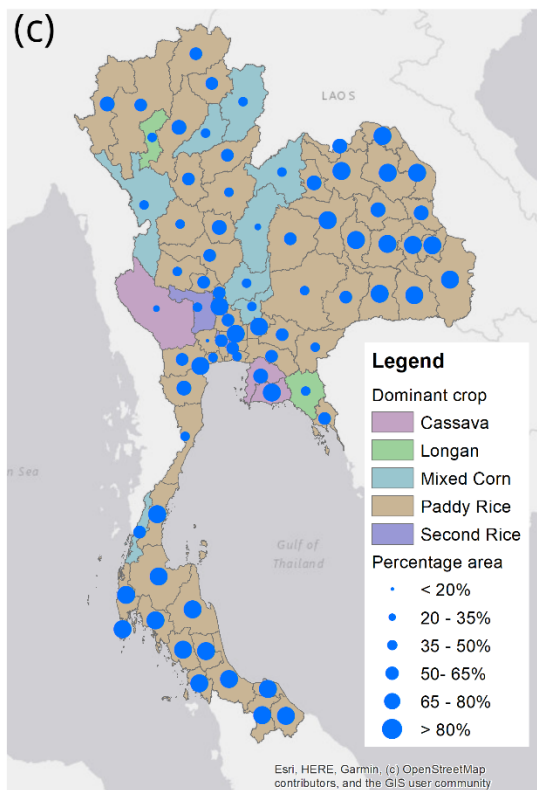 (c)
LAOS
n Sea
Gulf of
Thailand
Legend
Dominant crop
Cassava
Longan
Mixed Corn
Paddy Rice
Second Rice
Percentage area
< 20%
20 - 35%
35 - 50%
50- 65%
65 - 80%
> 80%
Esri, HERE, Garmin, (c) OpenStreetMap
contributors, and the GIS user community